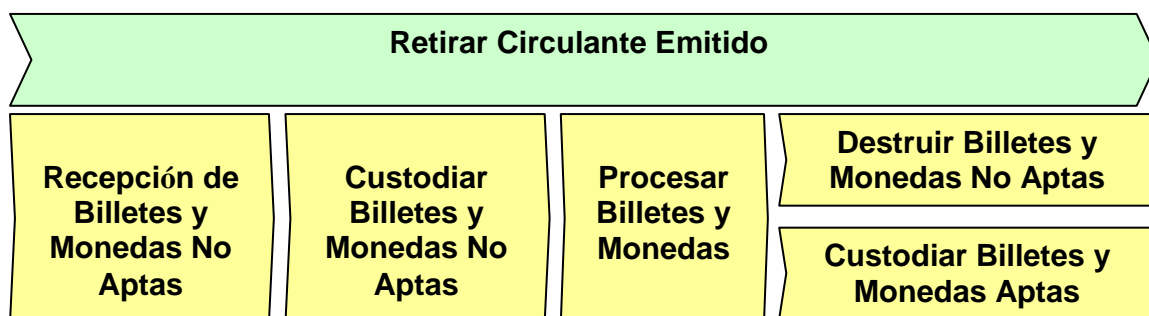 Retirar Circulante Emitido
Recepción de
Billetes y
Monedas No
Aptas
Custodiar
Billetes y
Monedas No
Aptas
Procesar
Billetes y
Monedas
Destruir Billetes y
Monedas No Aptas
Custodiar Billetes y
Monedas Aptas